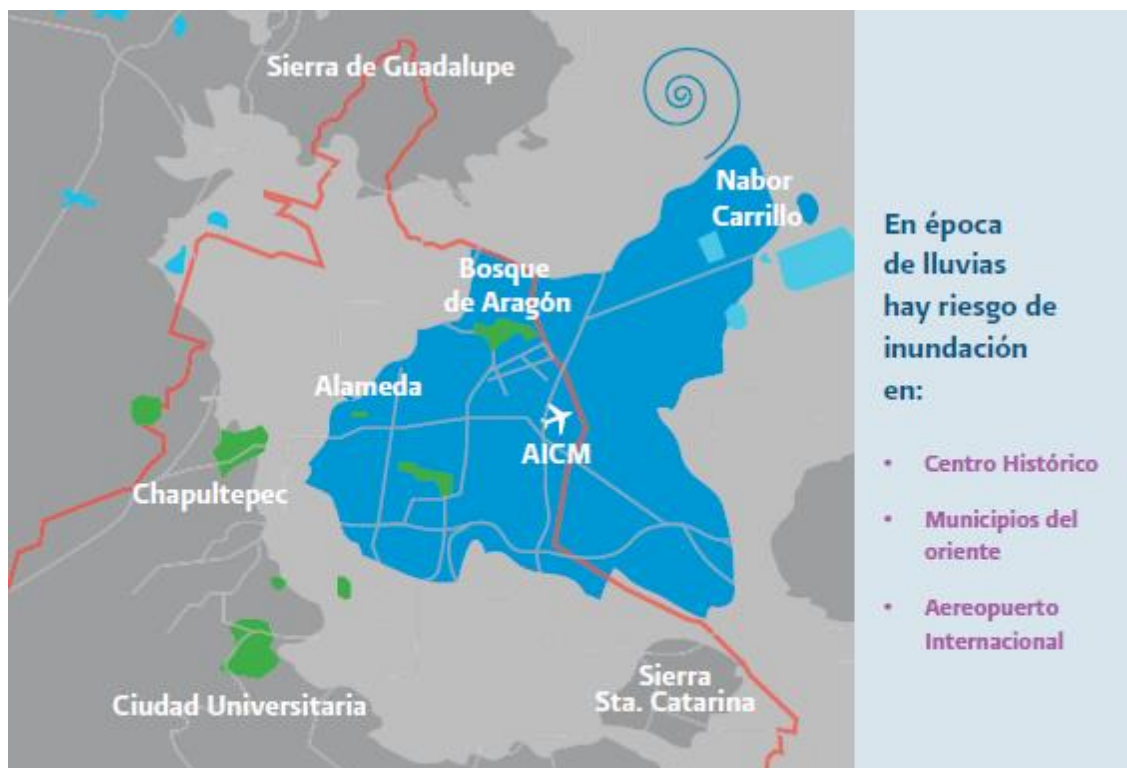 Sierra de Guadalupe
Nabor
Carrillo
Bosque
de Aragón
Alameda
AICM
Chapultepec
Ciudad Universitaria
Sierra
Sta. Catarina
En época
de lluvias
hay riesgo de
inundación
en:
• Centro Histórico
• Municipios del
oriente
• Aereopuerto
Internacional